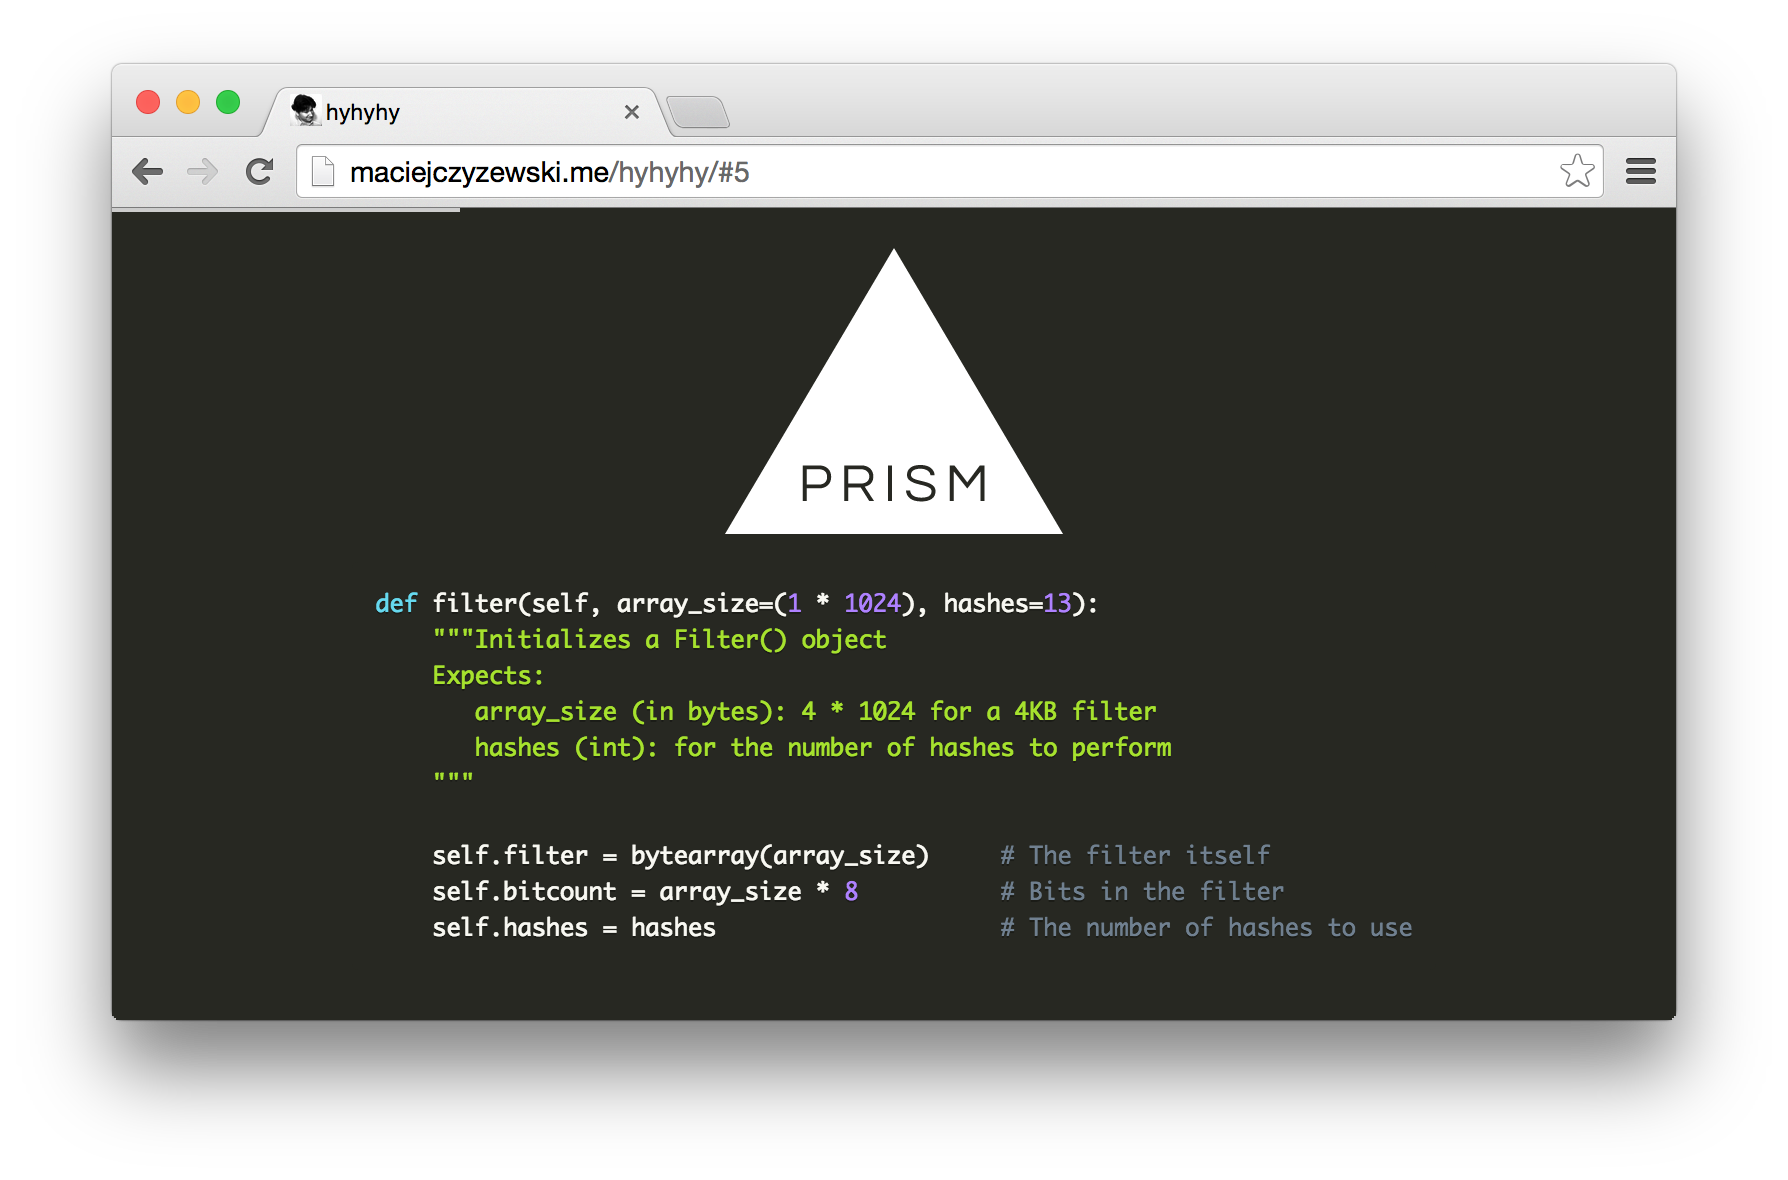 hyhyhy
maciejczyzewski.me/hyhyhy/#5
PRISM
def filter(self, array_size=(1 * 1024), hashes=13):
    """Initializes a Filter() object
    Expects:
       array_size (in bytes): 4 * 1024 for a 4KB filter
       hashes (int): for the number of hashes to perform
    """
    self.filter = bytearray(array_size)     # The filter itself
    self.bitcount = array_size * 8          # Bits in the filter
    self.hashes = hashes                    # The number of hashes to use